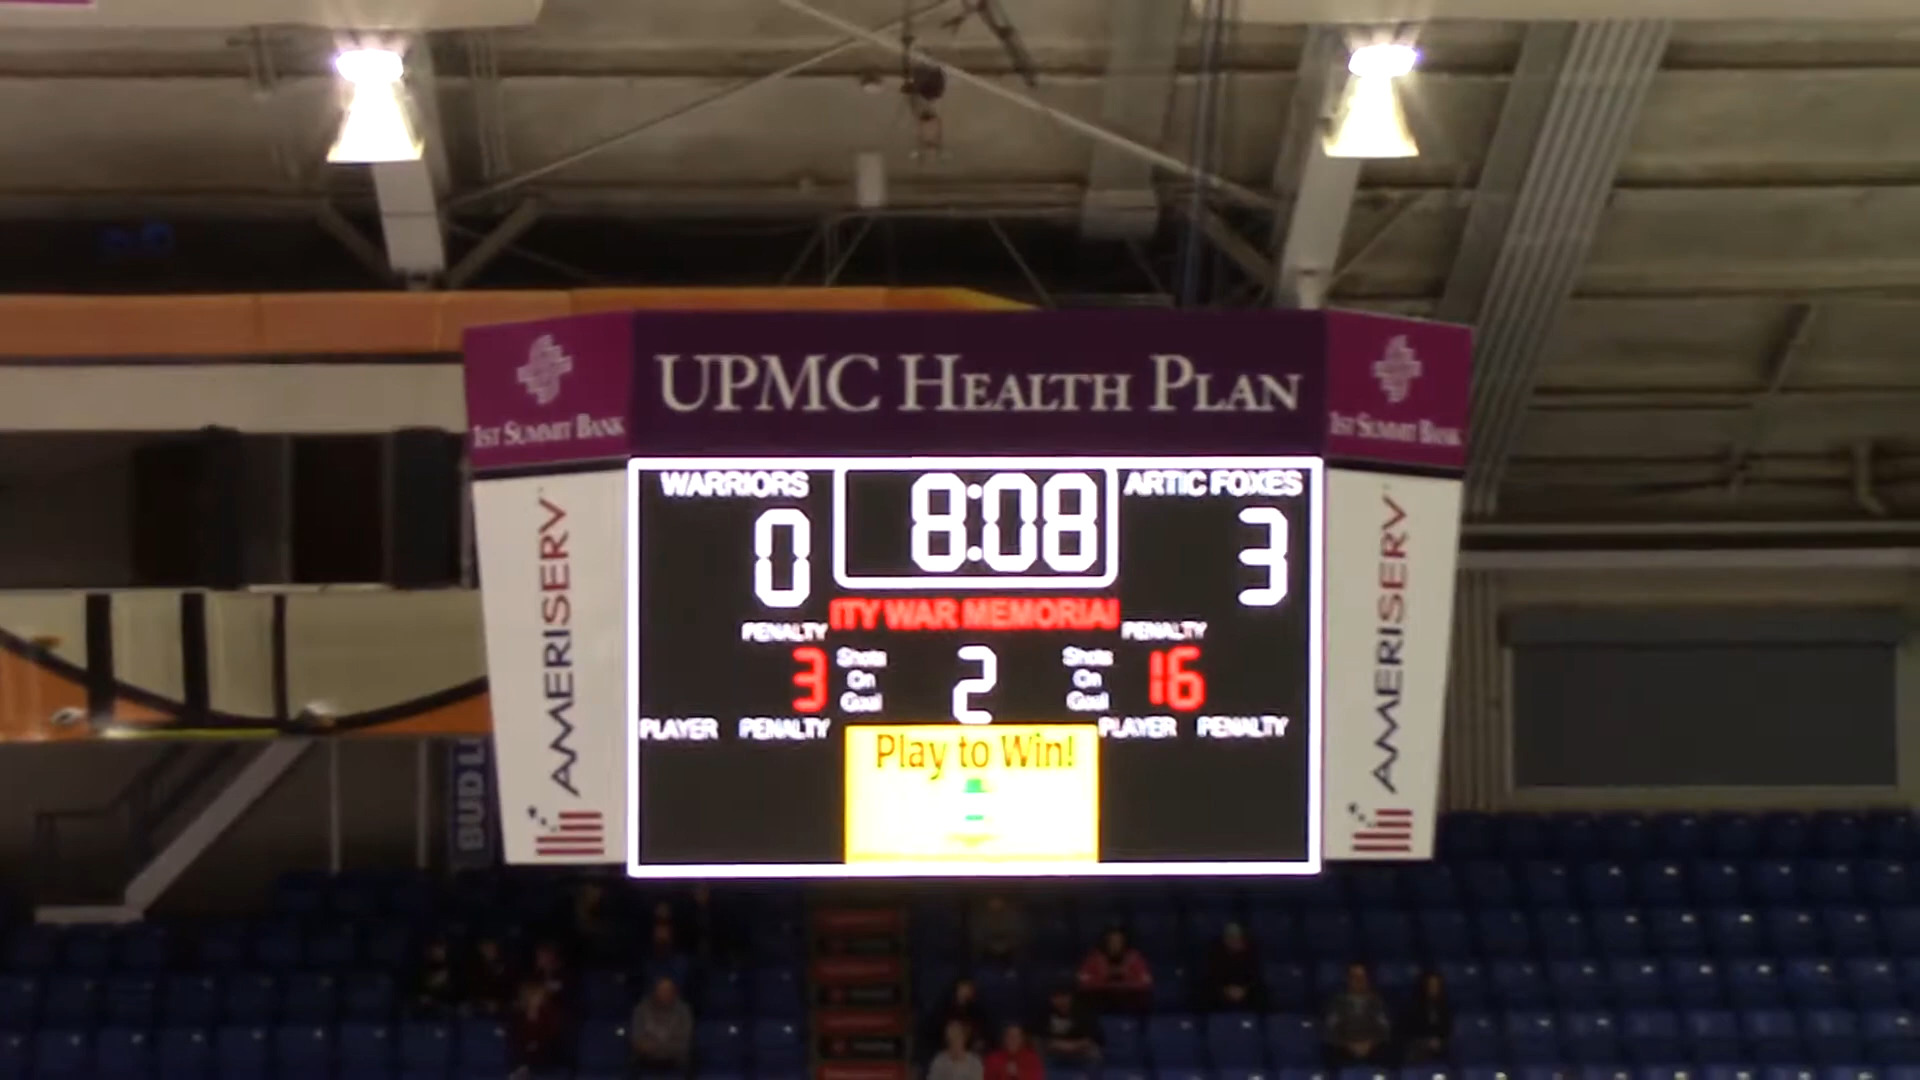 UPMC HEALTH PLAN
1ST SUMMIT BANK
1ST SUMMIT BANK
AMERISERV
AMERISERV
WARRIORS
8:08
ARTIC FOXES
0
3
ITY WAR MEMORIAL
PENALTY
PENALTY
3
Shots
On
Goal
2
Shots
On
Goal
16
PLAYER PENALTY
PLAYER PENALTY
Play to Win!
BUD LI